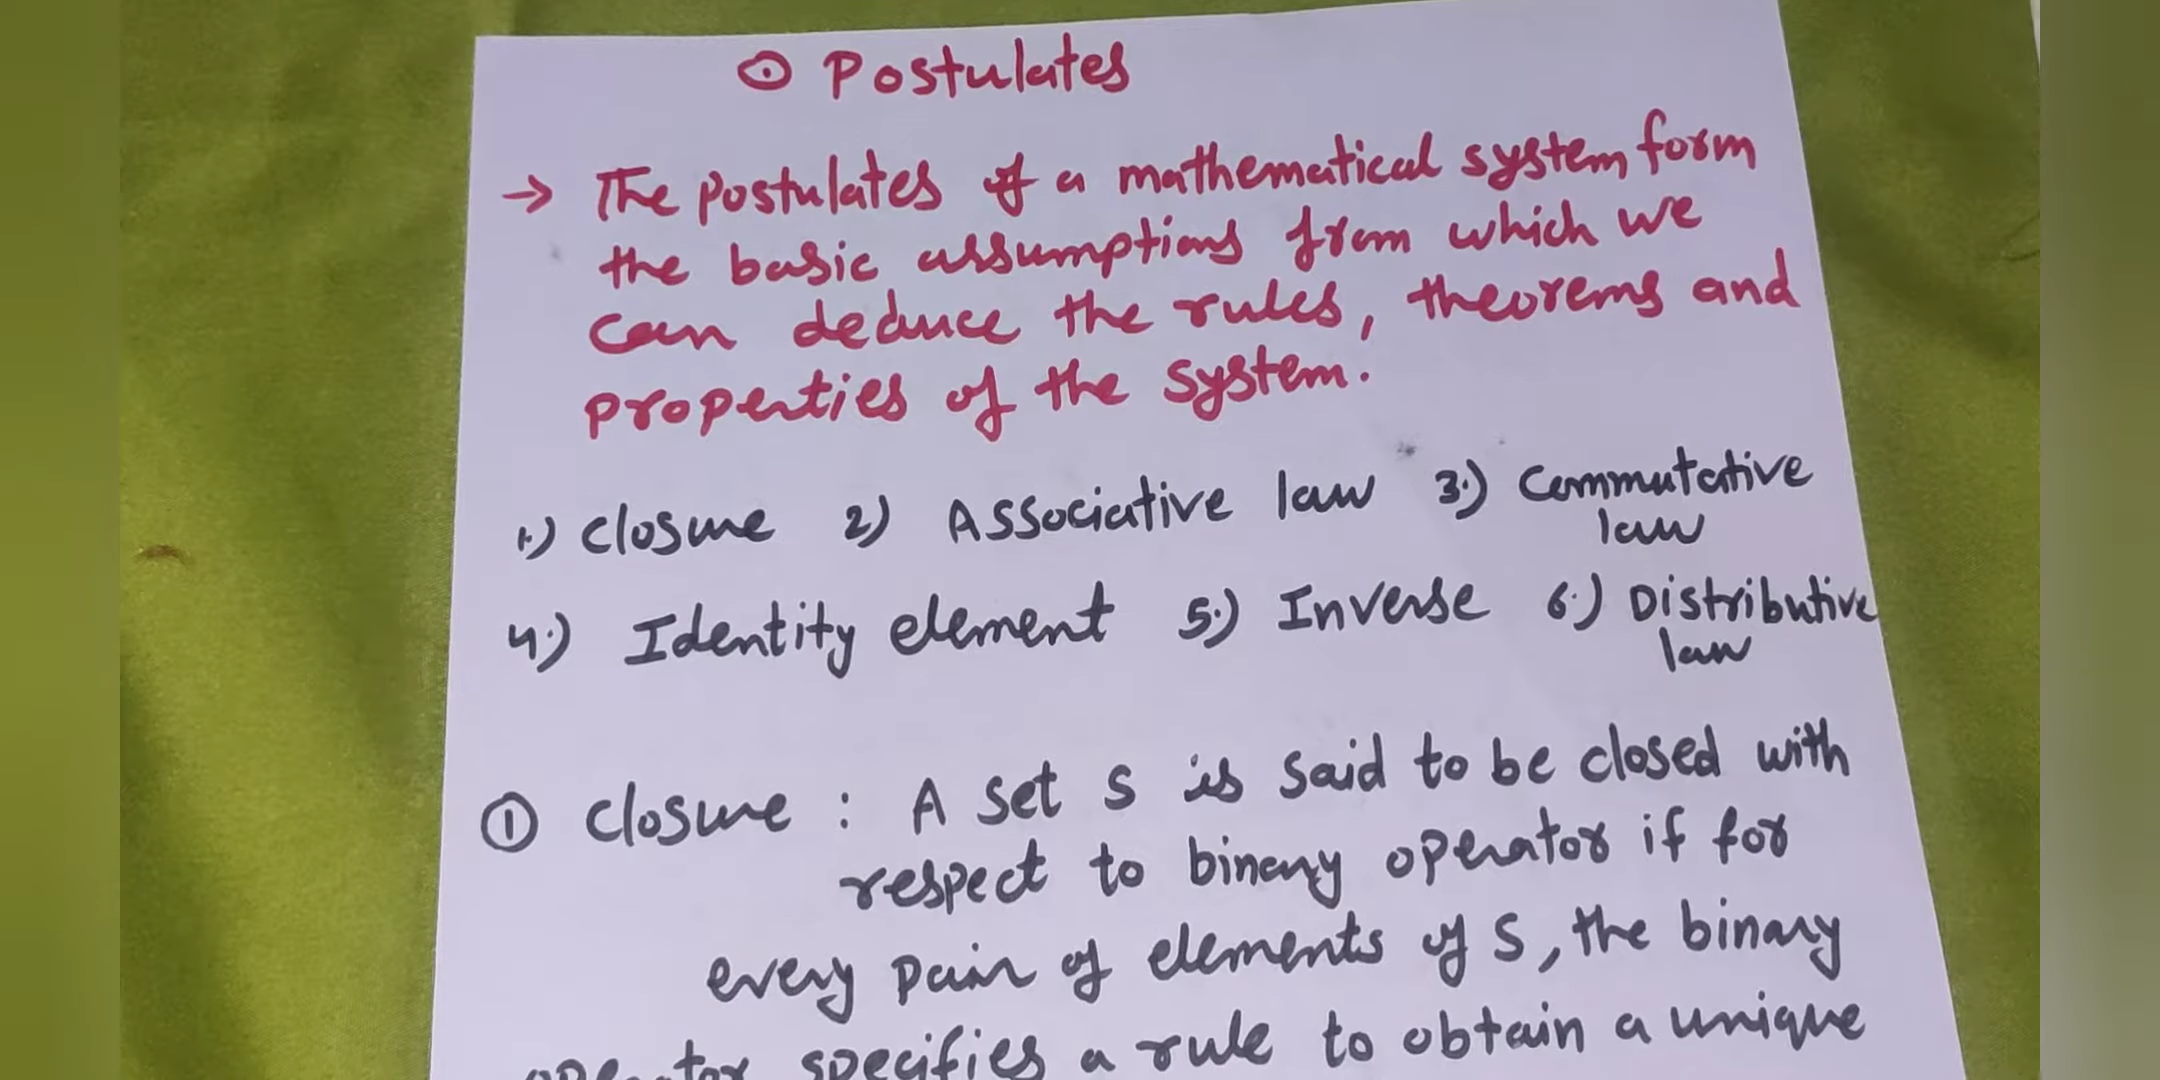 ⊙ Postulates
→ The postulates of a mathematical system form
the basic assumptions from which we
can deduce the rules, theorems and
properties of the system.
1.) Closure 2) Associative law 3.) Commutative
law
4.) Identity element 5.) Inverse 6.) Distributive
law
① Closure : A set S is said to be closed with
respect to binary operator if for
every pair of elements of S, the binary
operator specifies a rule to obtain a unique